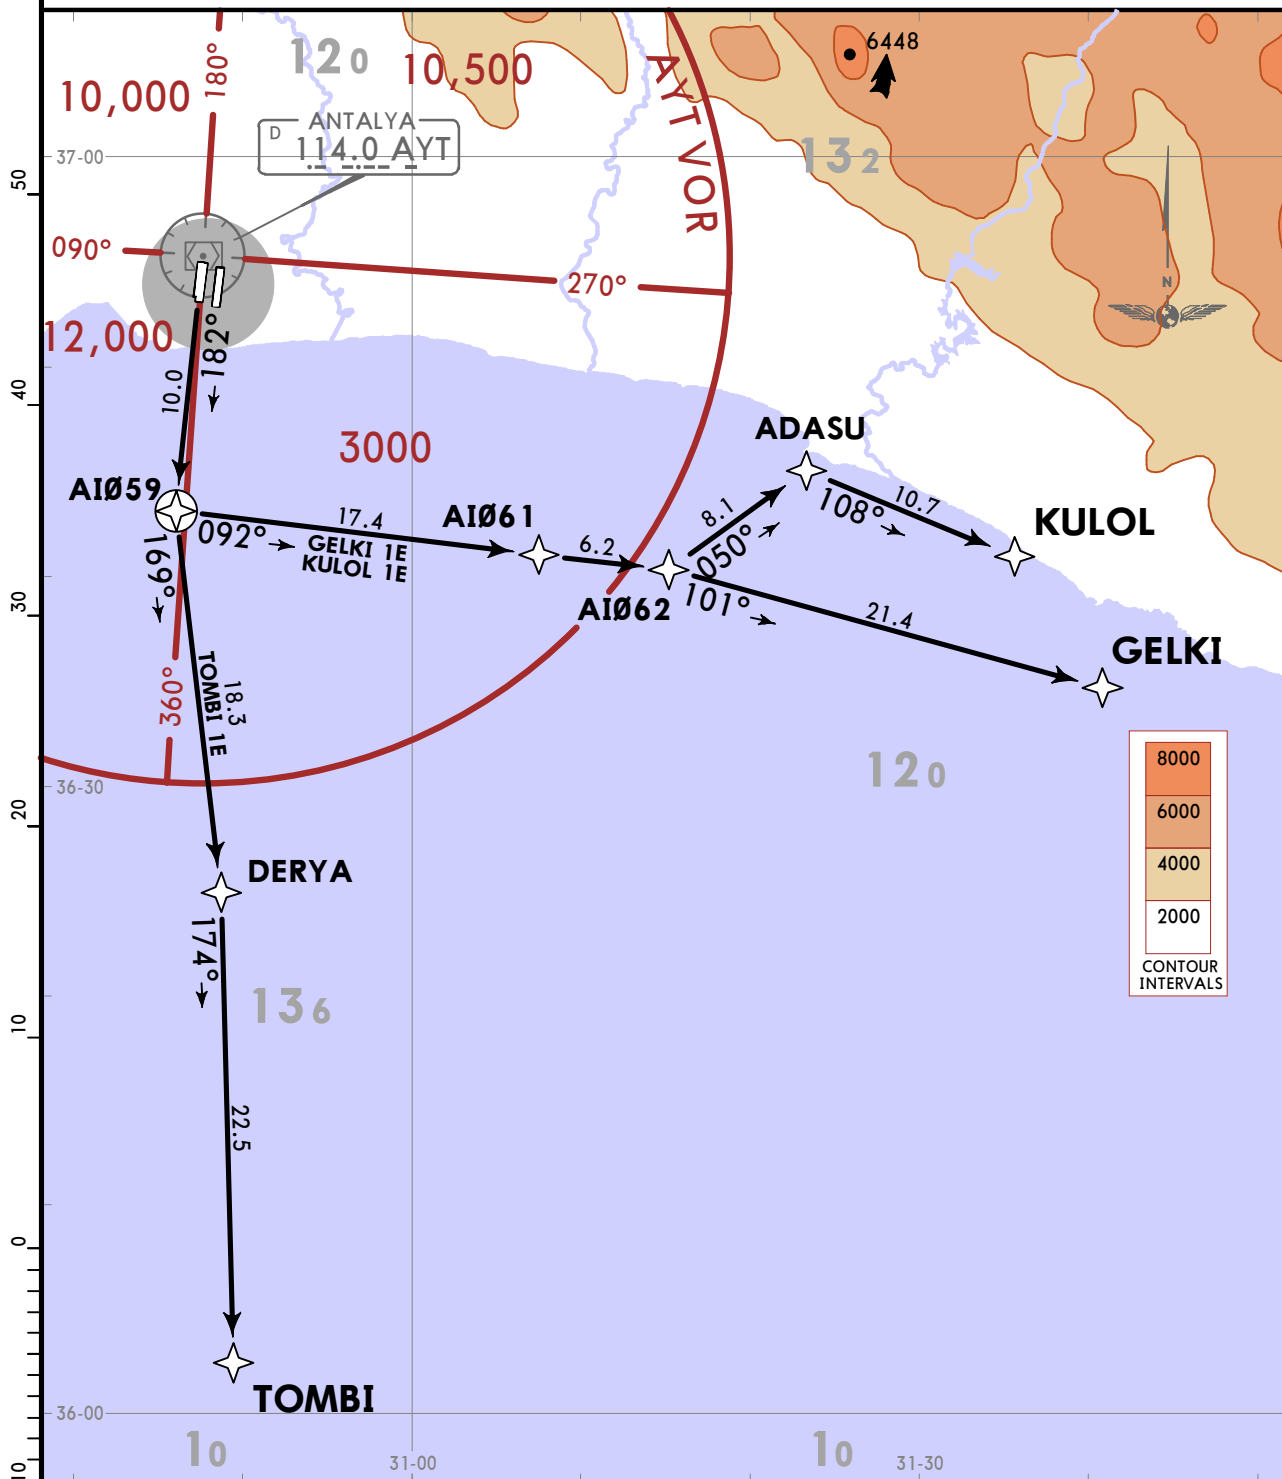 6448
12₀
10,500
10,000
180°
AYT VOR
ANTALYA
D
114.0 AYT
37-00
13₂
50
090°
270°
N
12,000
182°
10.0
40
3000
ADASU
AIØ59
17.4
AIØ61
8.1
10.7
092°
GELKI 1E
KULOL 1E
6.2
050°
108°
KULOL
169°
30
AIØ62
101°
21.4
GELKI
360°
TOMBI 1E
18.3
36-30
12₀
20
8000
6000
4000
2000
CONTOUR
INTERVALS
DERYA
174°
13₆
10
22.5
0
TOMBI
36-00
1₀
1₀
31-00
31-30
10